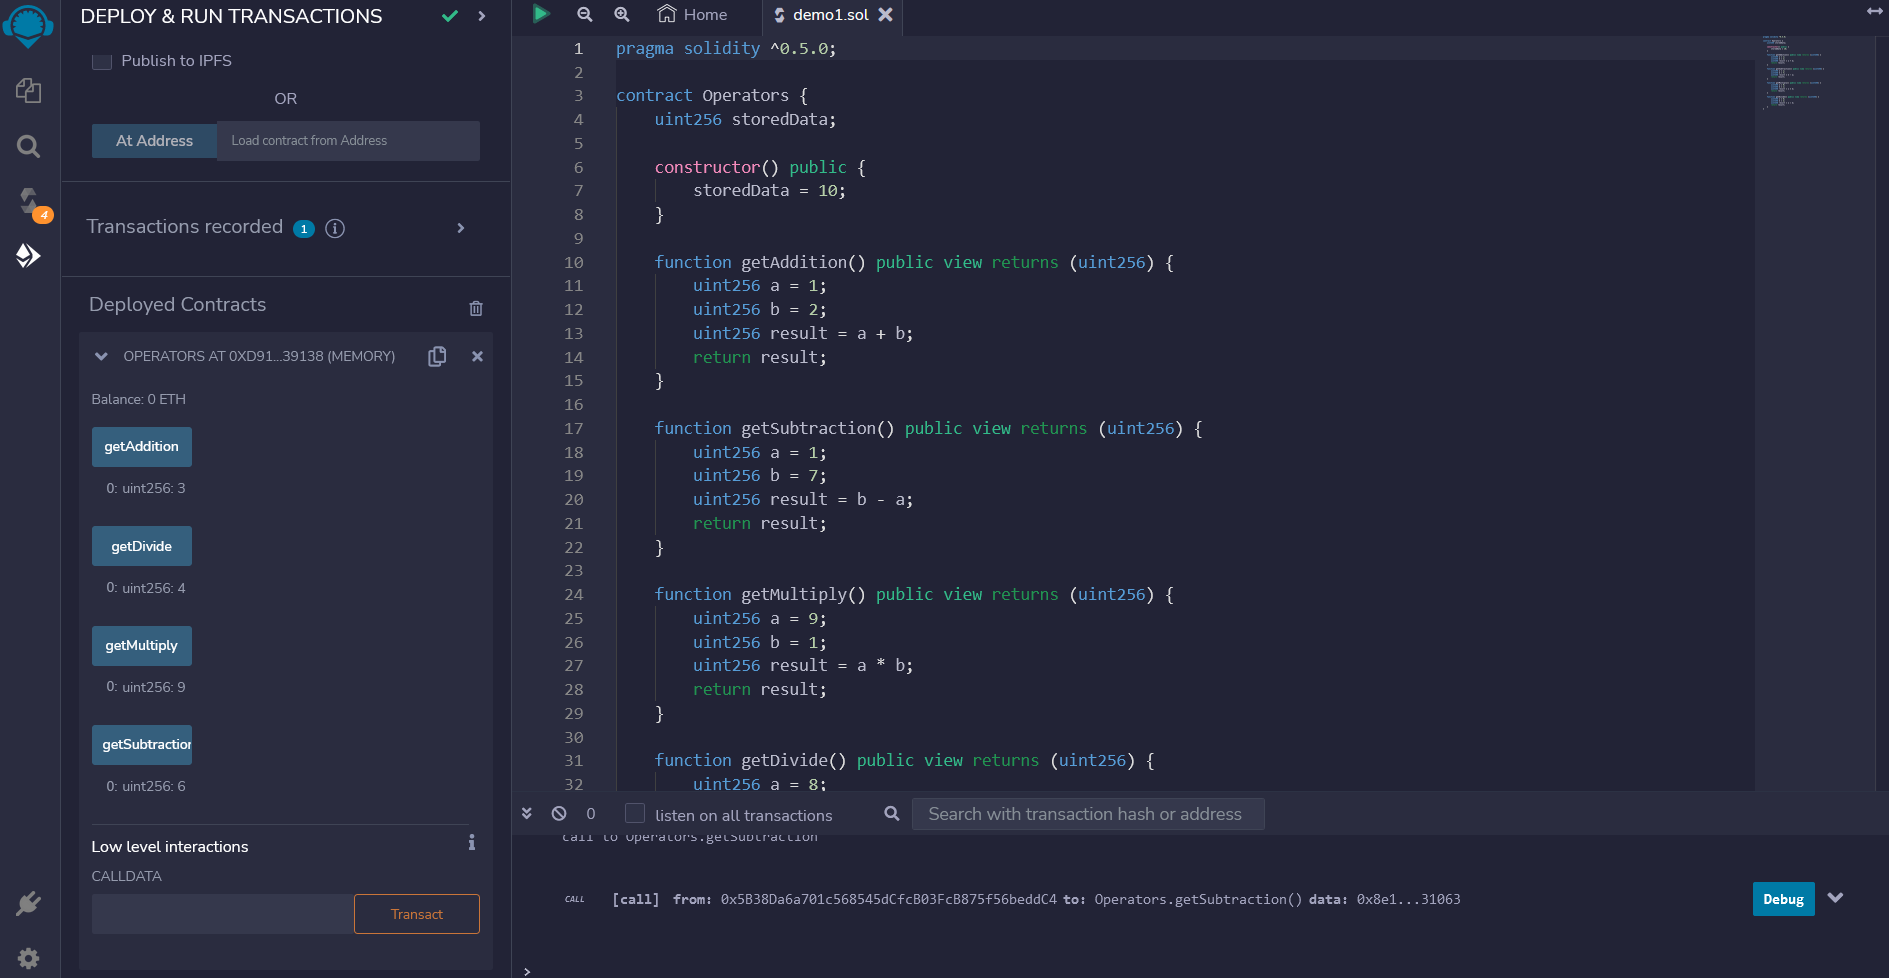 DEPLOY & RUN TRANSACTIONS
Publish to IPFS
OR
At Address
Load contract from Address
4
Transactions recorded 1
Deployed Contracts
OPERATORS AT 0XD91...39138 (MEMORY)
Balance: 0 ETH
getAddition
0: uint256: 3
getDivide
0: uint256: 4
getMultiply
0: uint256: 9
getSubtraction
0: uint256: 6
Low level interactions
CALLDATA
Transact
Home
demo1.sol
1 pragma solidity ^0.5.0;
2
3 contract Operators {
4 uint256 storedData;
5
6 constructor() public {
7 storedData = 10;
8 }
9
10 function getAddition() public view returns (uint256) {
11 uint256 a = 1;
12 uint256 b = 2;
13 uint256 result = a + b;
14 return result;
15 }
16
17 function getSubtraction() public view returns (uint256) {
18 uint256 a = 1;
19 uint256 b = 7;
20 uint256 result = b - a;
21 return result;
22 }
23
24 function getMultiply() public view returns (uint256) {
25 uint256 a = 9;
26 uint256 b = 1;
27 uint256 result = a * b;
28 return result;
29 }
30
31 function getDivide() public view returns (uint256) {
32 uint256 a = 8;
0
listen on all transactions
Search with transaction hash or address
call to Operators.getSubtraction
CALL [call] from: 0x5B38Da6a701c568545dCfcB03FcB875f56beddC4 to: Operators.getSubtraction() data: 0x8e1...31063
Debug
>